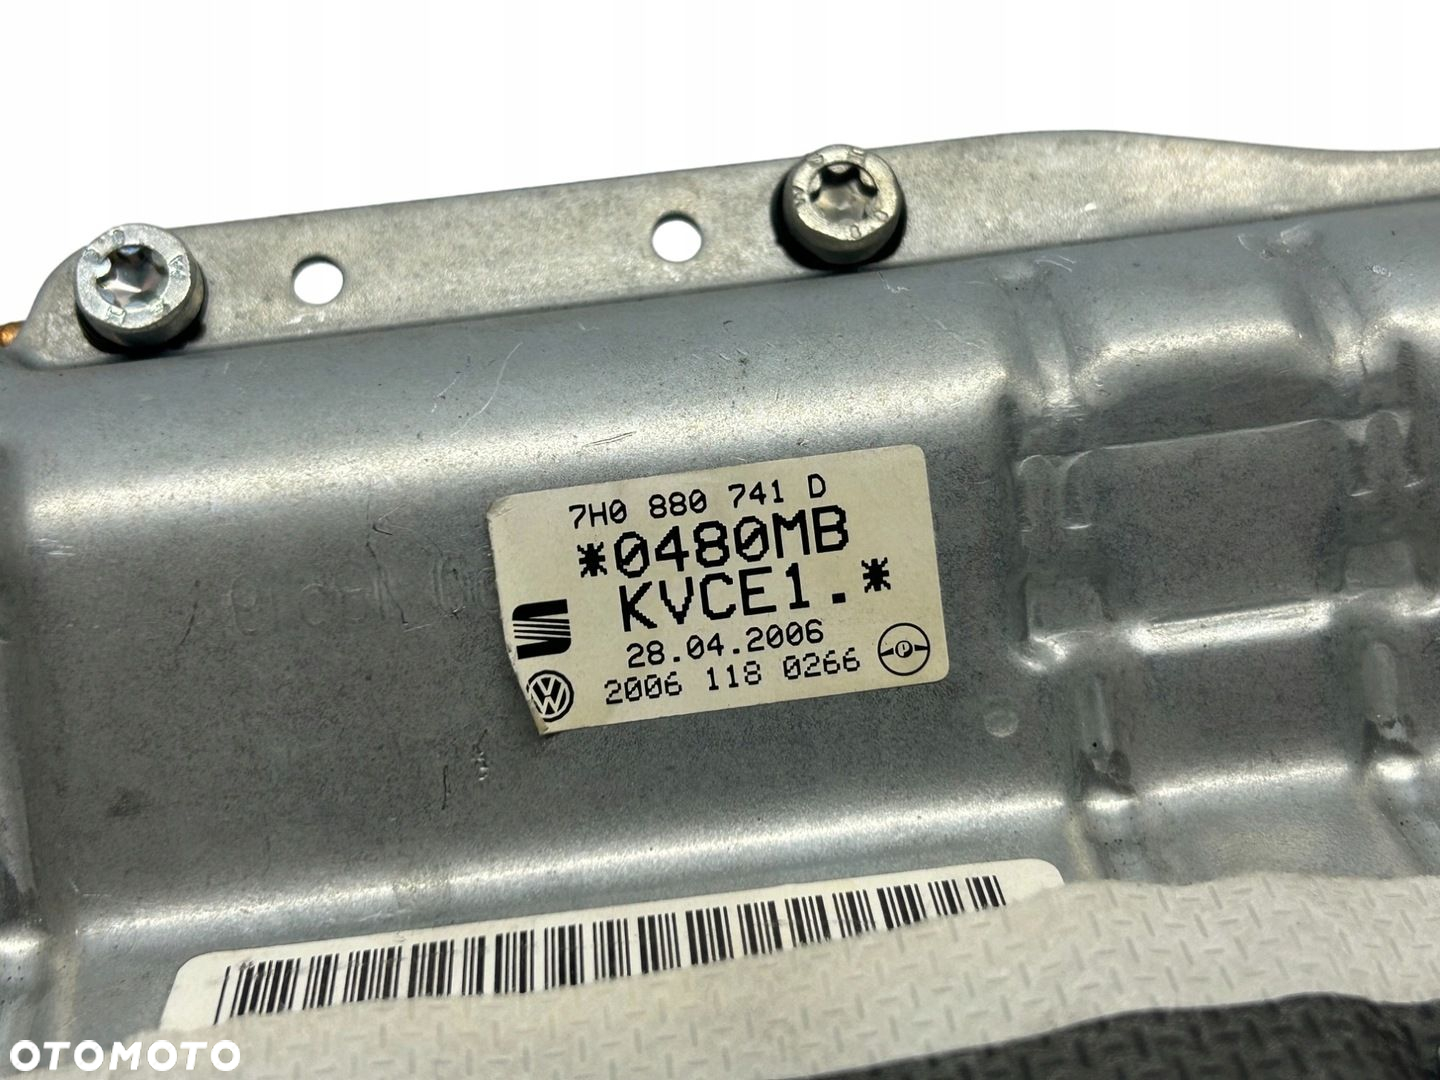 7H0 880 741 D
*0480MB
KVCE1.*
28.04.2006
2006 118 0266
P
OTOMOTO